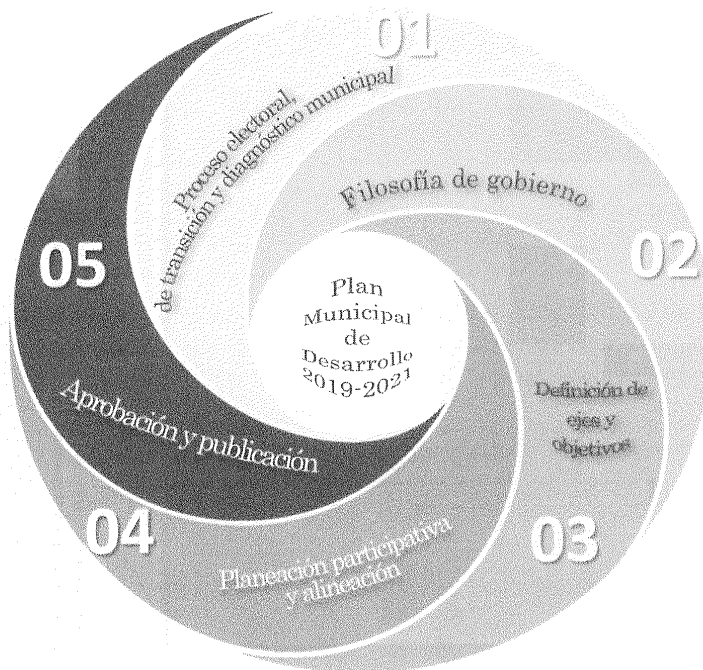 01
Proceso electoral,
de transición y diagnóstico municipal
02
Filosofía de gobierno
03
Definición de
ejes y
objetivos
04
Planeación participativa
y alineación
05
Aprobación y publicación
Plan
Municipal
de
Desarrollo
2019-2021